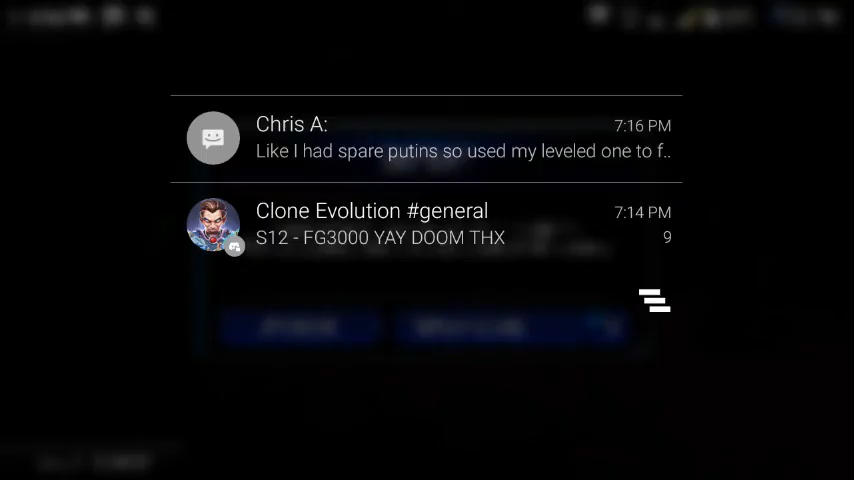 Chris A:
7:16 PM
Like I had spare putins so used my leveled one to f..
Clone Evolution #general
7:14 PM
S12 - FG3000 YAY DOOM THX
9